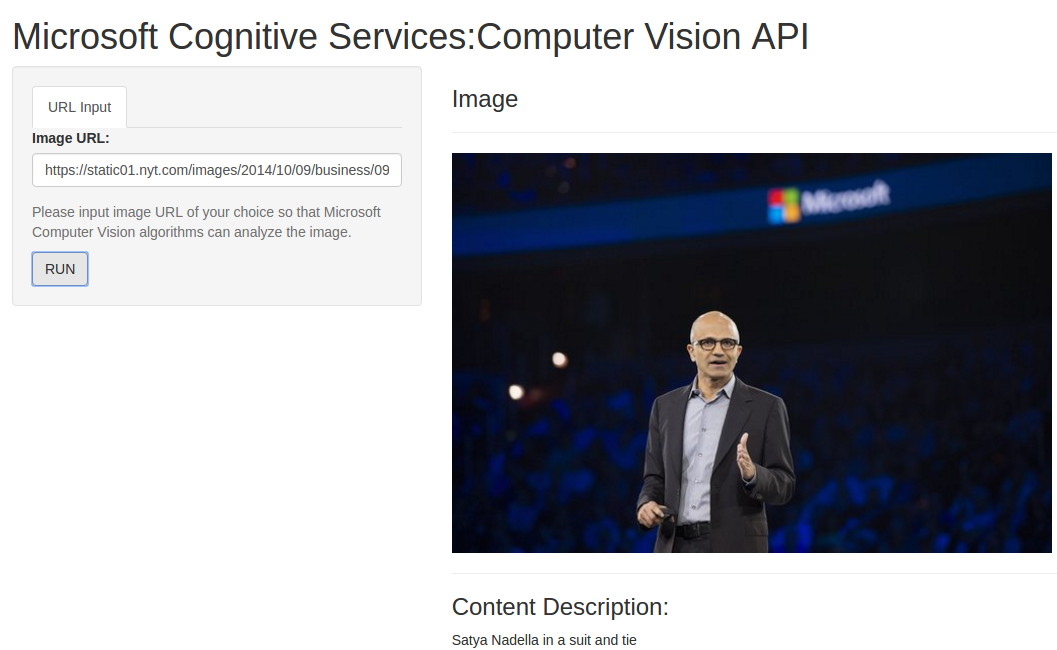 Microsoft Cognitive Services:Computer Vision API
URL Input
Image URL:
https://static01.nyt.com/images/2014/10/09/business/09
Please input image URL of your choice so that Microsoft
Computer Vision algorithms can analyze the image.
RUN
Image
Microsoft
Content Description:
Satya Nadella in a suit and tie